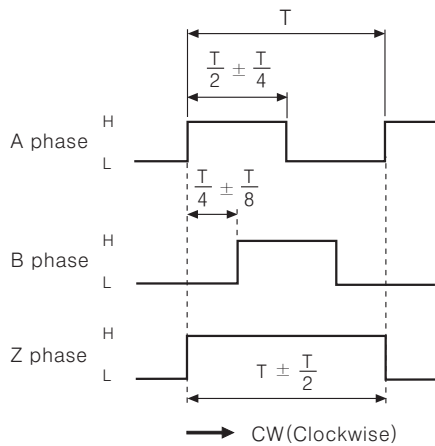 T
T/2 ± T/4
A phase H L
T/4 ± T/8
B phase H L
Z phase H L
T ± T/2
CW(Clockwise)